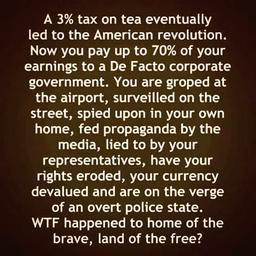 A 3% tax on tea eventually
led to the American revolution.
Now you pay up to 70% of your
earnings to a De Facto corporate
government. You are groped at
the airport, surveilled on the
street, spied upon in your own
home, fed propaganda by the
media, lied to by your
representatives, have your
rights eroded, your currency
devalued and are on the verge
of an overt police state.
WTF happened to home of the
brave, land of the free?